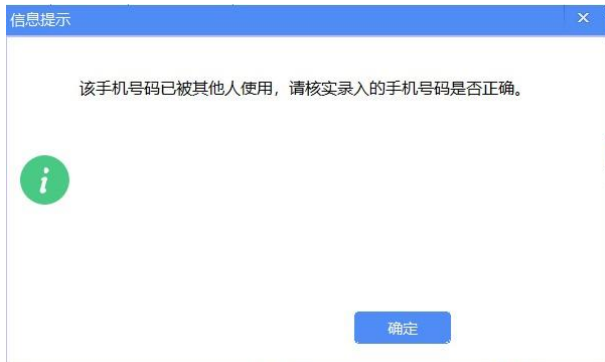 信息提示
×
该手机号码已被其他人使用，请核实录入的手机号码是否正确。
i
确定